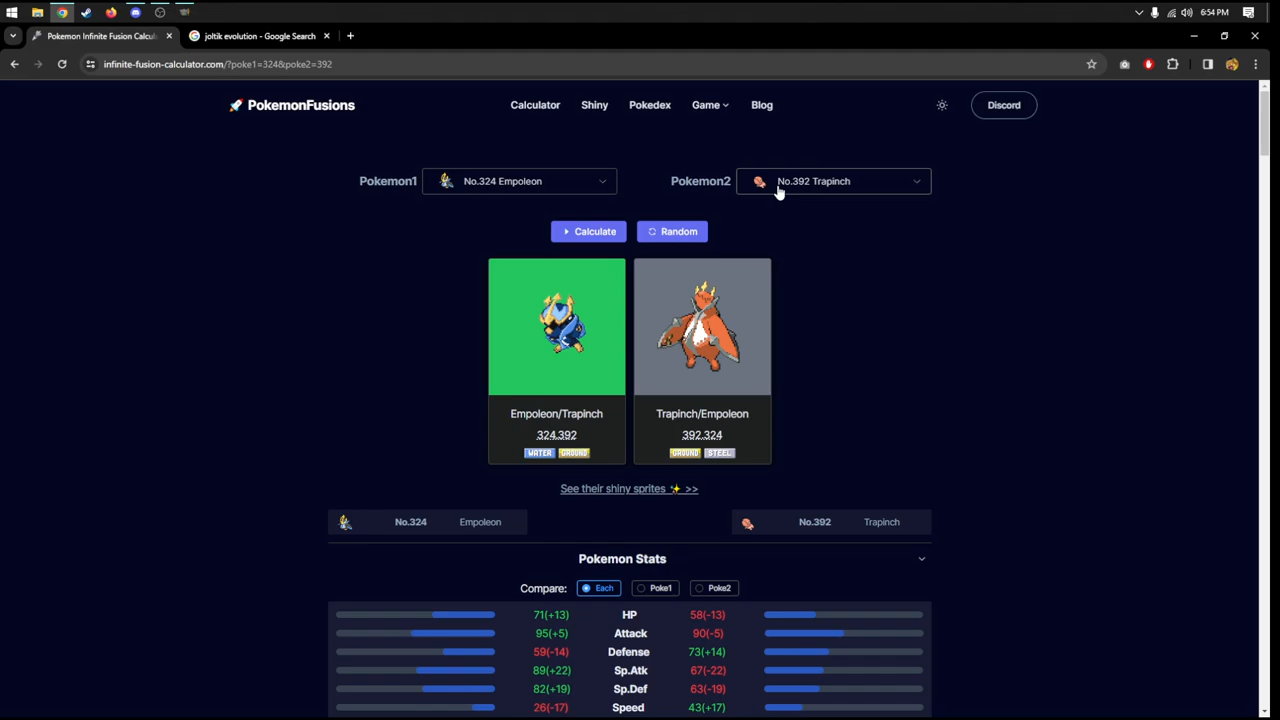 6:54 PM
Pokemon Infinite Fusion Calcula
joltik evolution - Google Search
infinite-fusion-calculator.com/?poke1=324&poke2=392
PokemonFusions
Calculator
Shiny
Pokedex
Game
Blog
Discord
Pokemon1
No.324 Empoleon
Pokemon2
No.392 Trapinch
Calculate
Random
Empoleon/Trapinch
324.392
WATER GROUND
Trapinch/Empoleon
392.324
GROUND STEEL
See their shiny sprites ✨ >>
No.324 Empoleon
No.392 Trapinch
Pokemon Stats
Compare: Each Poke1 Poke2
71(+13) HP 58(-13)
95(+5) Attack 90(-5)
59(-14) Defense 73(+14)
89(+22) Sp.Atk 67(-22)
82(+19) Sp.Def 63(-19)
26(-17) Speed 43(+17)